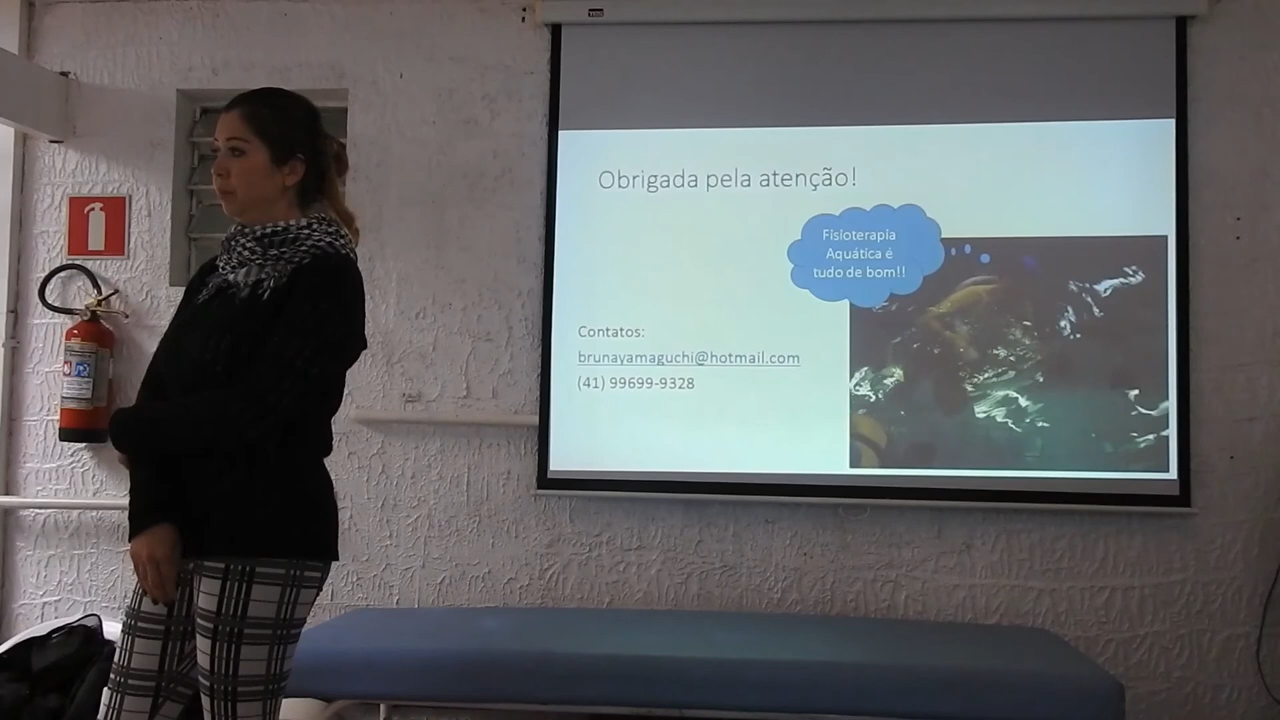 Obrigada pela atenção!
Fisioterapia
Aquática é
tudo de bom!!
Contatos:
brunayamaguchi@hotmail.com
(41) 99699-9328